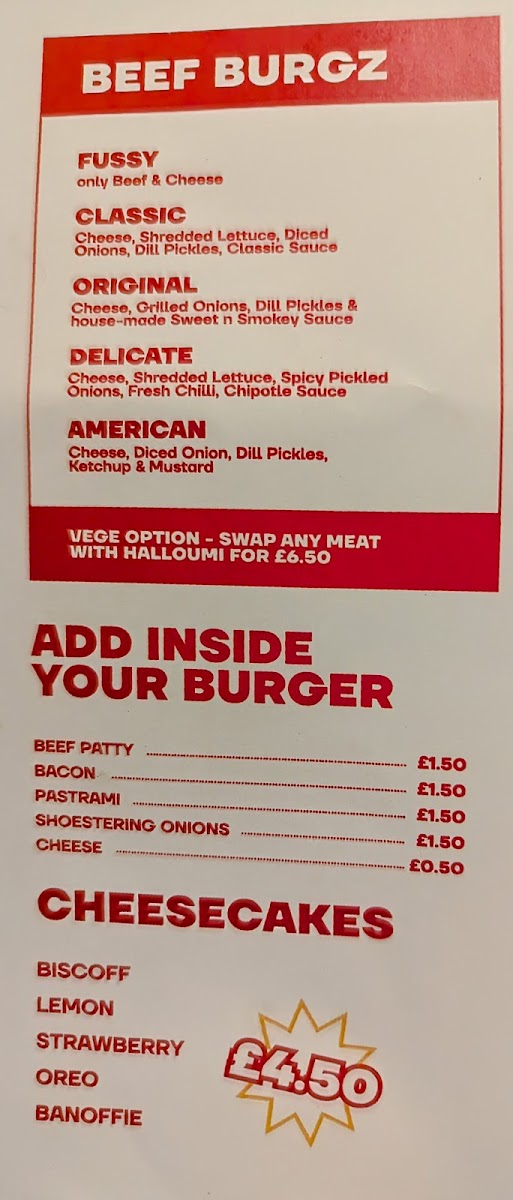 BEEF BURGZ
FUSSY
only Beef & Cheese
CLASSIC
Cheese, Shredded Lettuce, Diced
Onions, Dill Pickles, Classic Sauce
ORIGINAL
Cheese, Grilled Onions, Dill Pickles &
house-made Sweet n Smokey Sauce
DELICATE
Cheese, Shredded Lettuce, Spicy Pickled
Onions, Fresh Chilli, Chipotle Sauce
AMERICAN
Cheese, Diced Onion, Dill Pickles,
Ketchup & Mustard
VEGE OPTION - SWAP ANY MEAT
WITH HALLOUMI FOR £6.50
ADD INSIDE
YOUR BURGER
BEEF PATTY £1.50
BACON £1.50
PASTRAMI £1.50
SHOESTERING ONIONS £1.50
CHEESE £0.50
CHEESECAKES
BISCOFF
LEMON
STRAWBERRY
OREO
BANOFFIE
£4.50